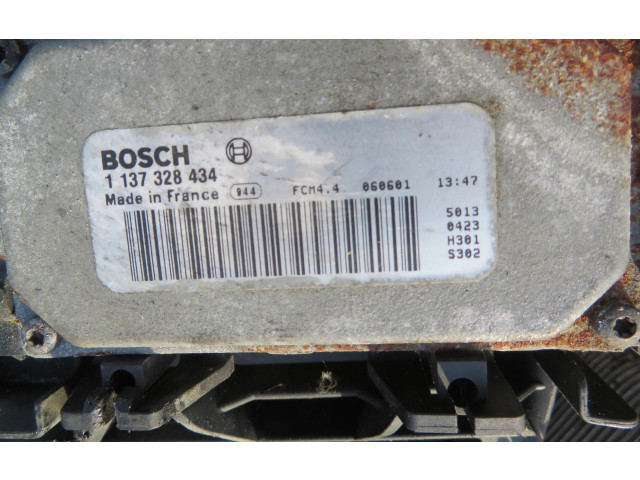 BOSCH
1 137 328 434
Made in France 944 FCM4.4 060601 13:47
5013
0423
H301
S302